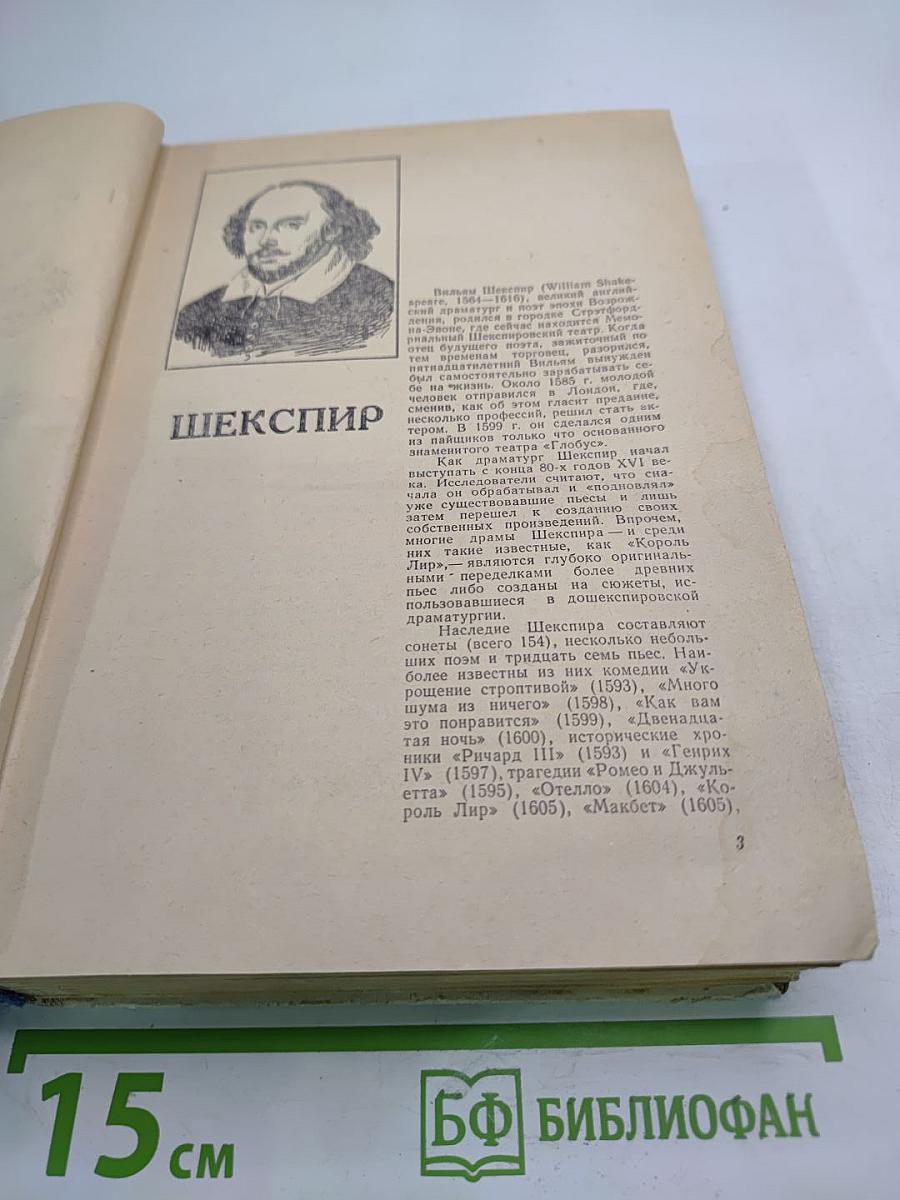 ШЕКСПИР
Вильям Шекспир (William Shake-
speare, 1564—1616), великий англий-
ский драматург и поэт эпохи Возрож-
дения, родился в городке Стрэтфорд-
на-Эвоне, где сейчас находится Мемо-
риальный Шекспировский театр. Когда
отец будущего поэта, зажиточный по
тем временам торговец, разорился,
пятнадцатилетний Вильям вынужден
был самостоятельно зарабатывать се-
бе на жизнь. Около 1585 г. молодой
человек отправился в Лондон, где,
сменив, как об этом гласит предание,
несколько профессий, решил стать ак-
тером. В 1599 г. он сделался одним
из пайщиков только что основанного
знаменитого театра «Глобус».
Как драматург Шекспир начал
выступать с конца 80-х годов XVI ве-
ка. Исследователи считают, что сна-
чала он обрабатывал и «подновлял»
уже существовавшие пьесы и лишь
затем перешел к созданию своих
собственных произведений. Впрочем,
многие драмы Шекспира — и среди
них такие известные, как «Король
Лир»,— являются глубоко оригиналь-
ными переделками более древних
пьес либо созданы на сюжеты, ис-
пользовавшиеся в дошекспировской
драматургии.
Наследие Шекспира составляют
сонеты (всего 154), несколько неболь-
ших поэм и тридцать семь пьес. Наи-
более известны из них комедии «Ук-
рощение строптивой» (1593), «Много
шума из ничего» (1598), «Как вам
это понравится» (1599), «Двенадца-
тая ночь» (1600), исторические хро-
ники «Ричард III» (1593) и «Генрих
IV» (1597), трагедии «Ромео и Джуль-
етта» (1595), «Отелло» (1604), «Ко-
роль Лир» (1605), «Макбет» (1605),
3
15 см
БФ БИБЛИОФАН